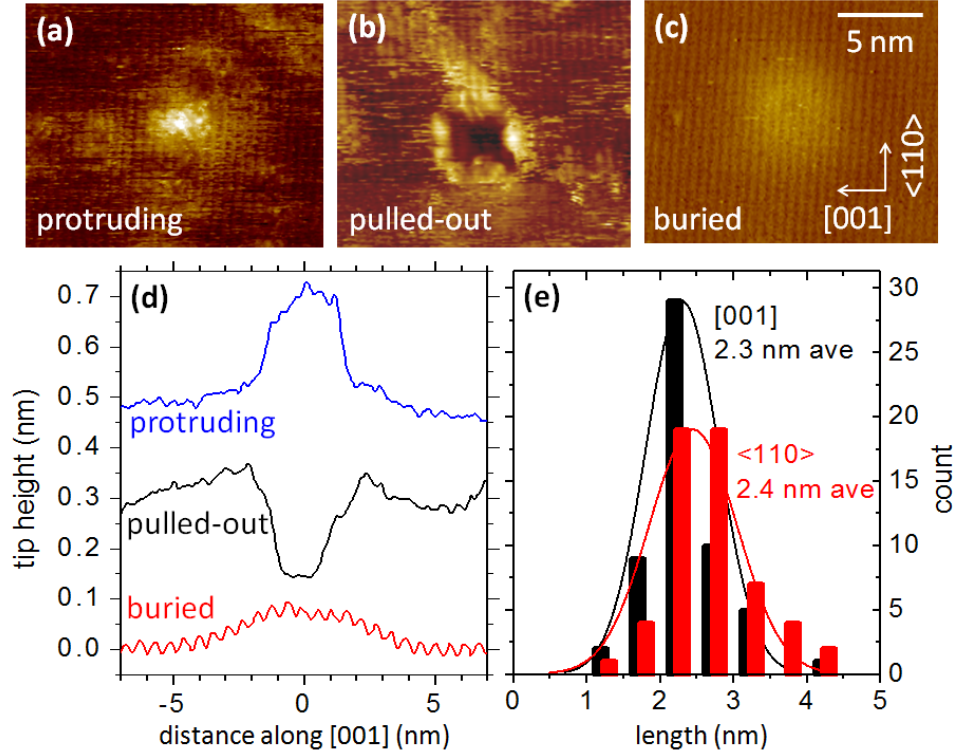 (a)
protruding
(b)
pulled-out
(c)
5 nm
<110>
[001]
buried
(d)
0.7
0.6
0.5
0.4
0.3
0.2
0.1
0.0
tip height (nm)
protruding
pulled-out
buried
-5
0
5
distance along [001] (nm)
(e)
[001]
2.3 nm ave
<110>
2.4 nm ave
30
25
20
15
10
5
0
count
0
1
2
3
4
5
length (nm)